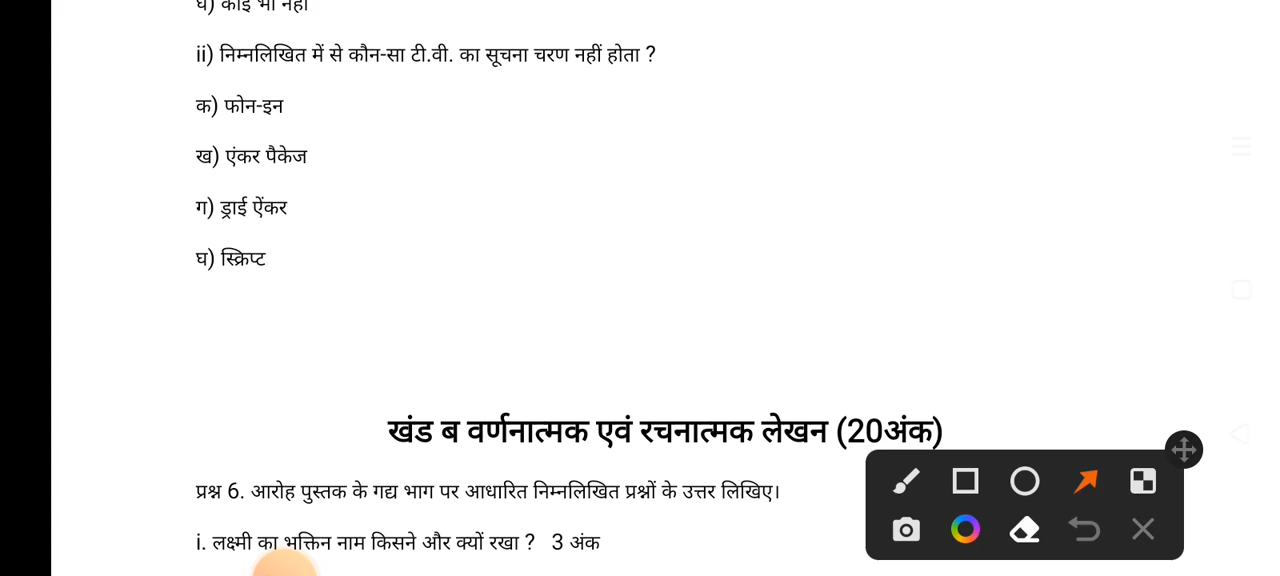 घ) कोई भी नहीं
ii) निम्नलिखित में से कौन-सा टी.वी. का सूचना चरण नहीं होता ?
क) फोन-इन
ख) एंकर पैकेज
ग) ड्राई ऐंकर
घ) स्क्रिप्ट
खंड ब वर्णनात्मक एवं रचनात्मक लेखन (20अंक)
प्रश्न 6. आरोह पुस्तक के गद्य भाग पर आधारित निम्नलिखित प्रश्नों के उत्तर लिखिए।
i. लक्ष्मी का भक्तिन नाम किसने और क्यों रखा ? 3 अंक